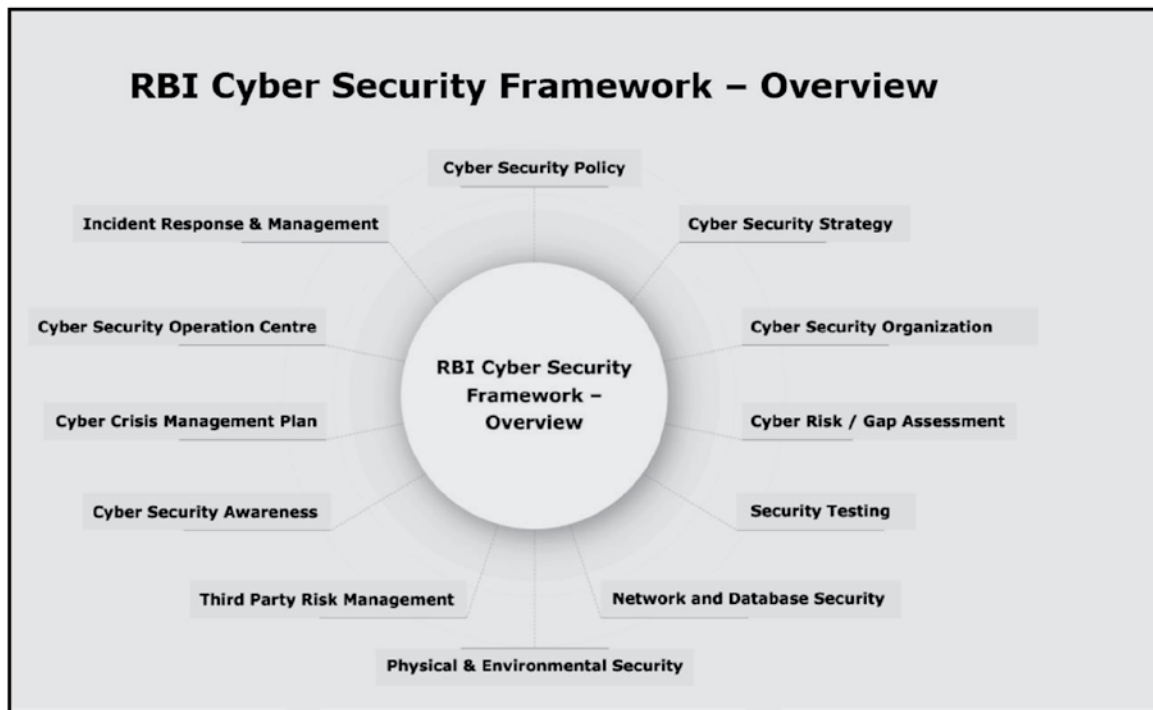 RBI Cyber Security Framework – Overview
Cyber Security Policy
Incident Response & Management
Cyber Security Strategy
Cyber Security Operation Centre
Cyber Security Organization
RBI Cyber Security
Framework –
Overview
Cyber Crisis Management Plan
Cyber Risk / Gap Assessment
Cyber Security Awareness
Security Testing
Third Party Risk Management
Network and Database Security
Physical & Environmental Security